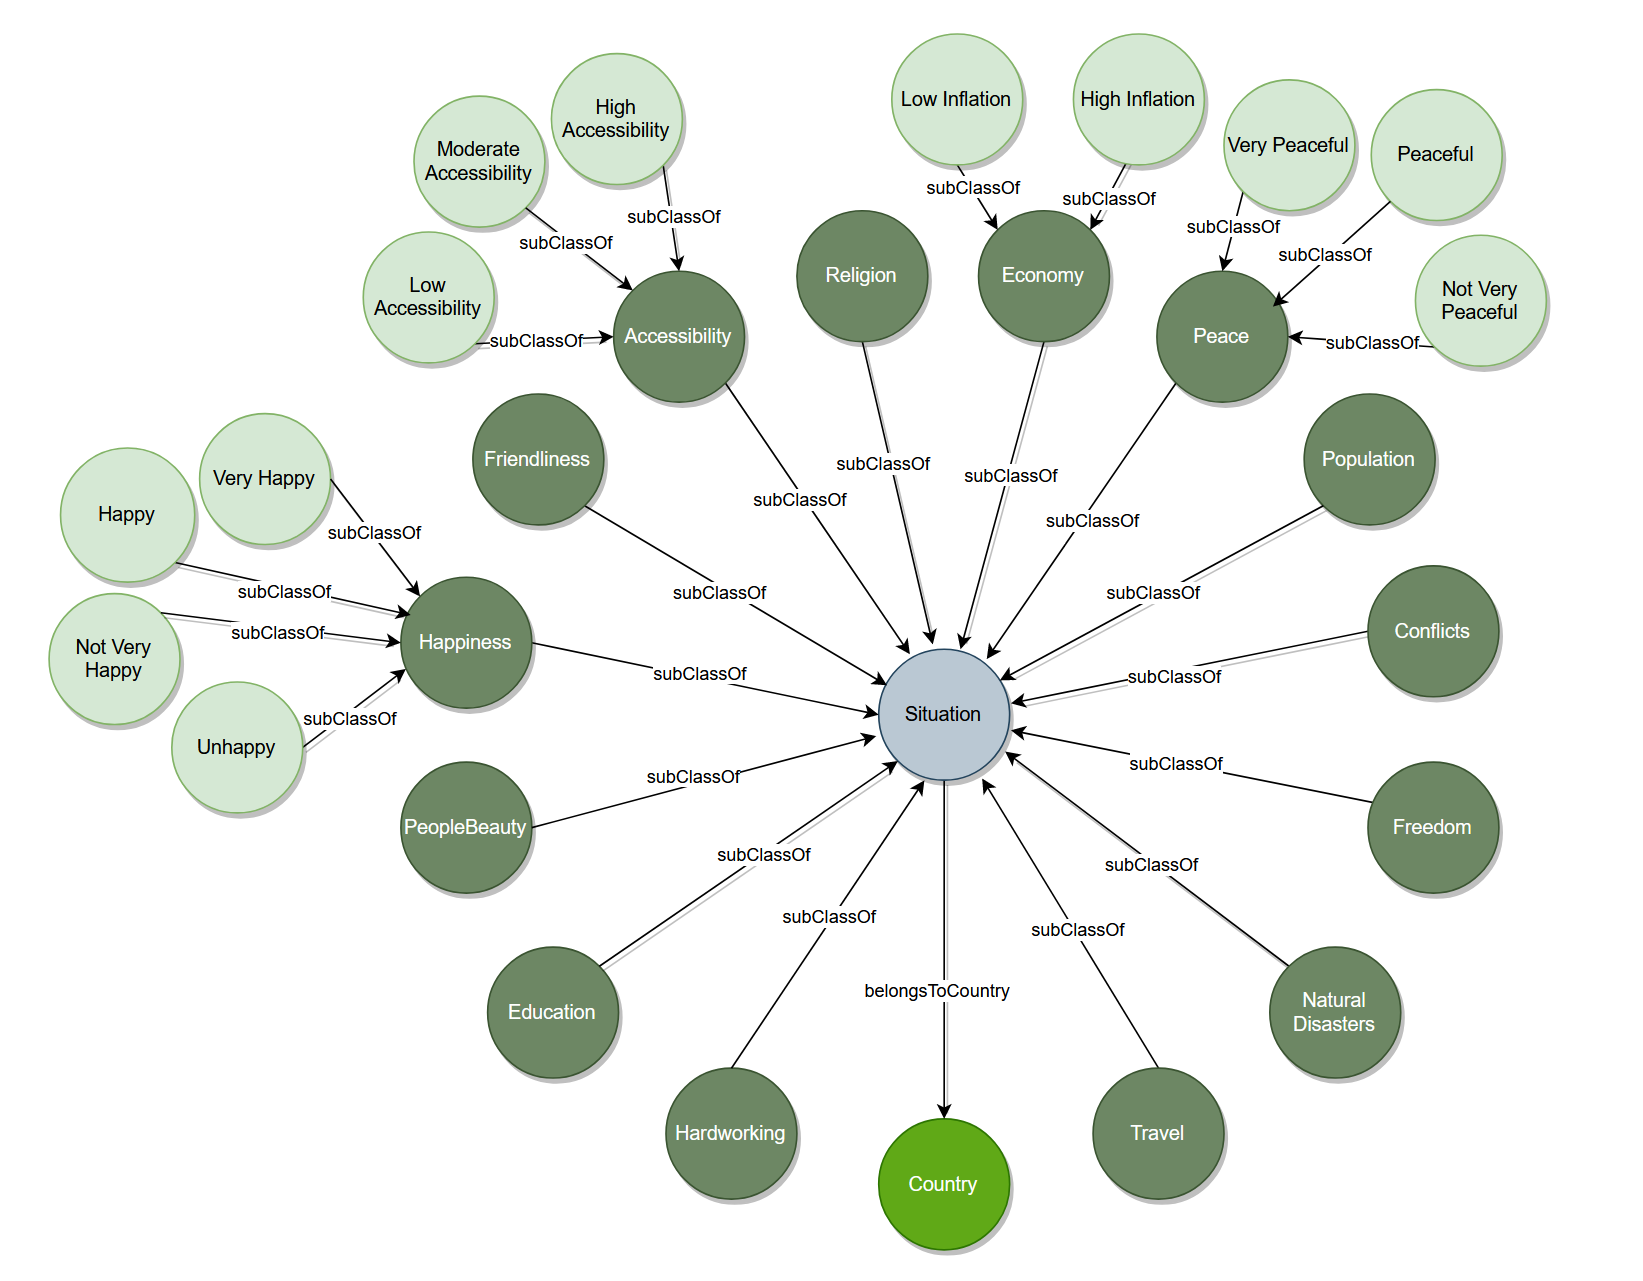 Low Inflation
High Inflation
High
Accessibility
Very Peaceful
Peaceful
Moderate
Accessibility
subClassOf
subClassOf
subClassOf
subClassOf
subClassOf
subClassOf
Low
Accessibility
Religion
Economy
Not Very
Peaceful
subClassOf
Accessibility
Peace
subClassOf
subClassOf
Friendliness
Population
Very Happy
subClassOf
subClassOf
subClassOf
Happy
subClassOf
subClassOf
subClassOf
subClassOf
subClassOf
Conflicts
subClassOf
Not Very
Happy
Happiness
subClassOf
subClassOf
Situation
subClassOf
Unhappy
subClassOf
subClassOf
PeopleBeauty
Freedom
subClassOf
subClassOf
subClassOf
subClassOf
belongsToCountry
Education
Natural
Disasters
Hardworking
Travel
Country